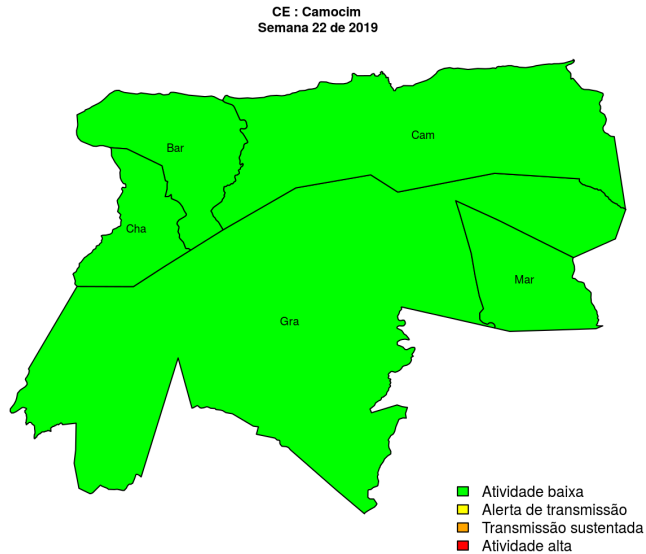 CE : Camocim
Semana 22 de 2019
Bar
Cam
Cha
Mar
Gra
Atividade baixa
Alerta de transmissão
Transmissão sustentada
Atividade alta